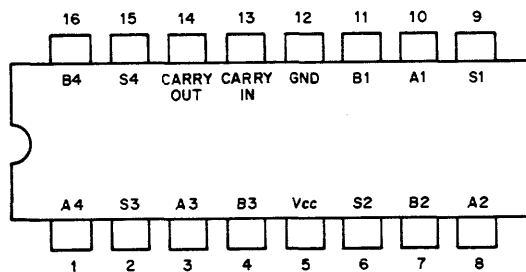 16 15 14 13 12 11 10 9
B4 S4 CARRY OUT CARRY IN GND B1 A1 S1
A4 S3 A3 B3 Vcc S2 B2 A2
1 2 3 4 5 6 7 8